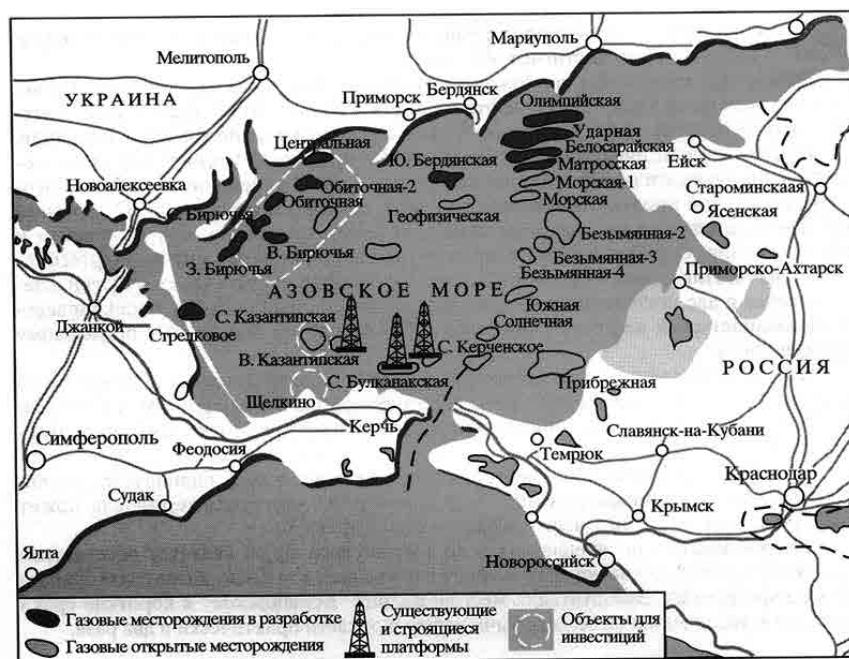 Мелитополь
Мариуполь
УКРАИНА
Приморск
Бердянск
Олимпийская
Центральная
Ударная
Ю. Бердянская
Белосарайская
Матросская
Ейск
Новоалексеевка
Обиточная-2
Морская-1
Староминскаая
С. Бирючья
Обиточная
Геофизическая
Морская
Ясенская
В. Бирючья
Безымянная-2
З. Бирючья
Безымянная-3
Безымянная-4
Приморско-Ахтарск
АЗОВСКОЕ МОРЕ
Южная
Джанкой
С. Казантипская
Солнечная
Стрелковое
С. Керченское
В. Казантипская
РОССИЯ
С. Булканакская
Прибрежная
Щелкино
Керчь
Славянск-на-Кубани
Симферополь
Феодосия
Темрюк
Краснодар
Судак
Крымск
Ялта
Новороссийск
Газовые месторождения в разработке
Газовые открытые месторождения
Существующие
и строящиеся
платформы
Объекты для
инвестиций